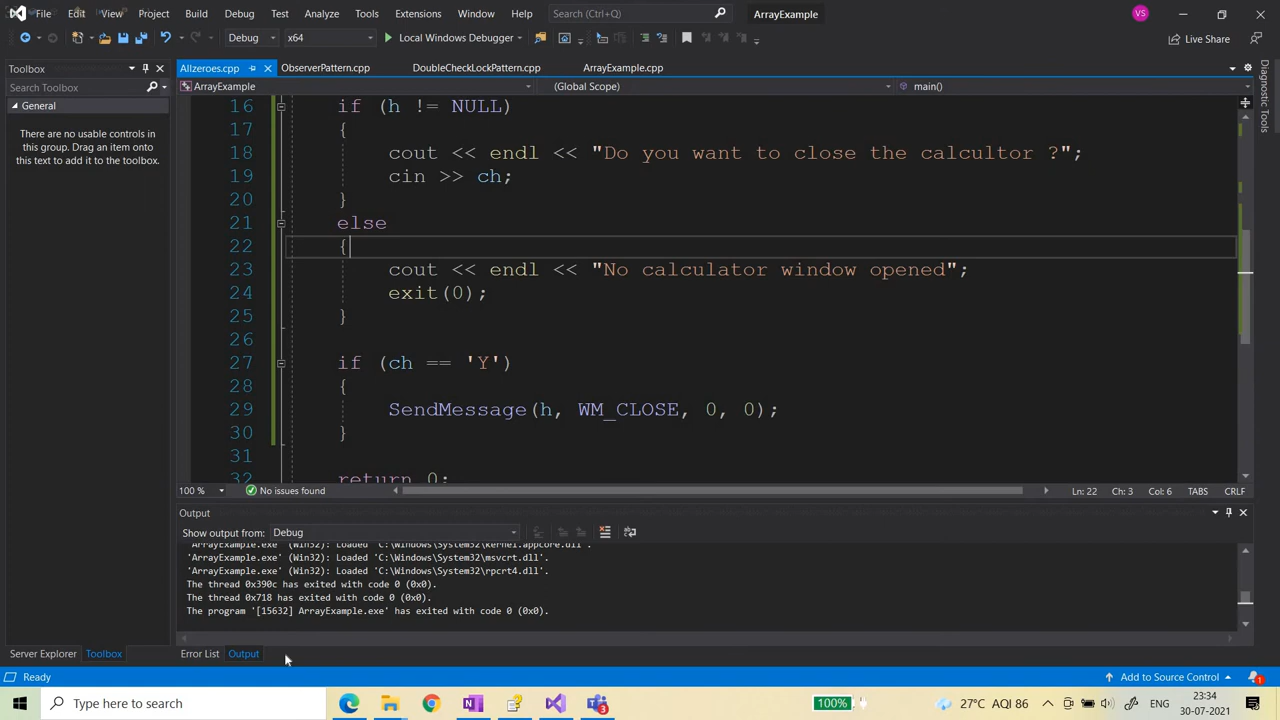 File Edit View Project Build Debug Test Analyze Tools Extensions Window Help Search (Ctrl+Q) ArrayExample VS
Debug x64 Local Windows Debugger Live Share
Toolbox
Allzeroes.cpp ObserverPattern.cpp DoubleCheckLockPattern.cpp ArrayExample.cpp
Search Toolbox
ArrayExample (Global Scope) main()
General
There are no usable controls in
this group. Drag an item onto
this text to add it to the toolbox.
Diagnostic Tools
16 if (h != NULL)
17 {
18 cout << endl << "Do you want to close the calcultor ?";
19 cin >> ch;
20 }
21 else
22 {
23 cout << endl << "No calculator window opened";
24 exit(0);
25 }
26
27 if (ch == 'Y')
28 {
29 SendMessage(h, WM_CLOSE, 0, 0);
30 }
31
32 return 0;
100 % No issues found Ln: 22 Ch: 3 Col: 6 TABS CRLF
Output
Show output from: Debug
'ArrayExample.exe' (Win32): Loaded 'C:\Windows\System32\kernel.appcore.dll'.
'ArrayExample.exe' (Win32): Loaded 'C:\Windows\System32\msvcrt.dll'.
'ArrayExample.exe' (Win32): Loaded 'C:\Windows\System32\rpcrt4.dll'.
The thread 0x390c has exited with code 0 (0x0).
The thread 0x718 has exited with code 0 (0x0).
The program '[15632] ArrayExample.exe' has exited with code 0 (0x0).
Server Explorer Toolbox Error List Output
Ready Add to Source Control 1
Type here to search 3 100% 27°C AQI 86 ENG 23:34
30-07-2021